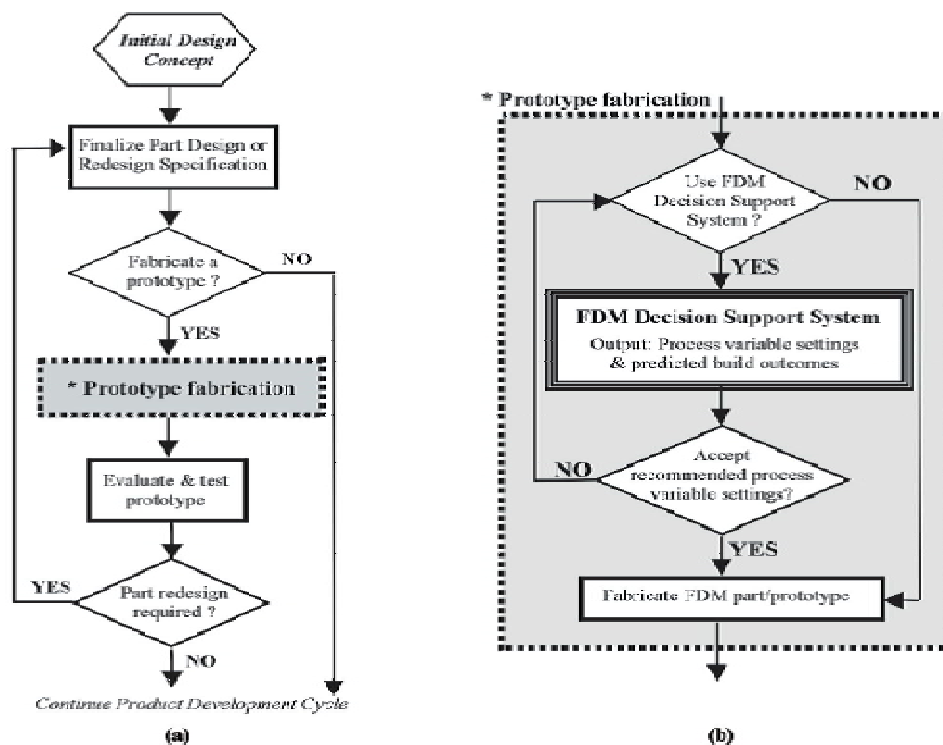 Initial Design
Concept
Finalize Part Design or
Redesign Specification
Fabricate a
prototype ?
NO
YES
* Prototype fabrication
Evaluate & test
prototype
YES
Part redesign
required ?
NO
Continue Product Development Cycle
(a)
* Prototype fabrication
Use FDM
Decision Support
System ?
NO
YES
FDM Decision Support System
Output: Process variable settings
& predicted build outcomes
Accept
recommended process
variable settings?
NO
YES
Fabricate FDM part/prototype
(b)